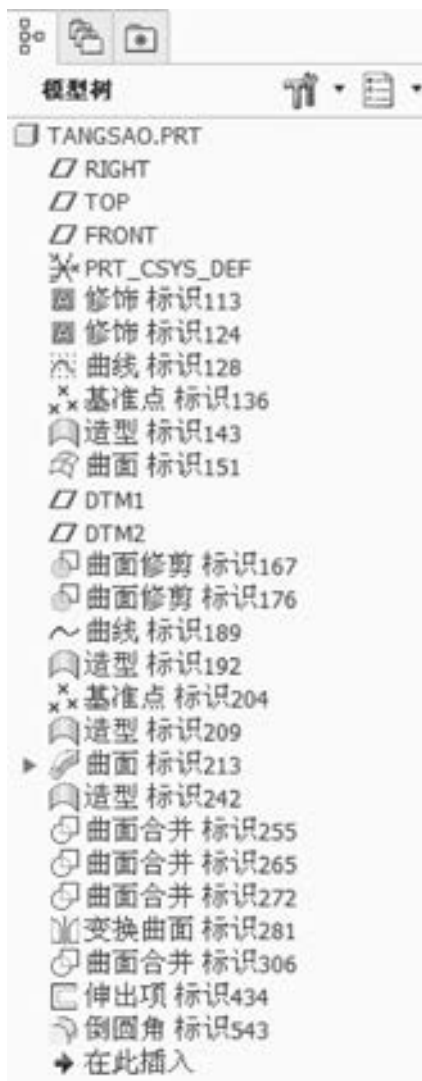 模型树
TANGSAO.PRT
RIGHT
TOP
FRONT
PRT_CSYS_DEF
修饰 标识113
修饰 标识124
曲线 标识128
基准点 标识136
造型 标识143
曲面 标识151
DTM1
DTM2
曲面修剪 标识167
曲面修剪 标识176
曲线 标识189
造型 标识192
基准点 标识204
造型 标识209
曲面 标识213
造型 标识242
曲面合并 标识255
曲面合并 标识265
曲面合并 标识272
变换曲面 标识281
曲面合并 标识306
伸出项 标识434
倒圆角 标识543
在此插入